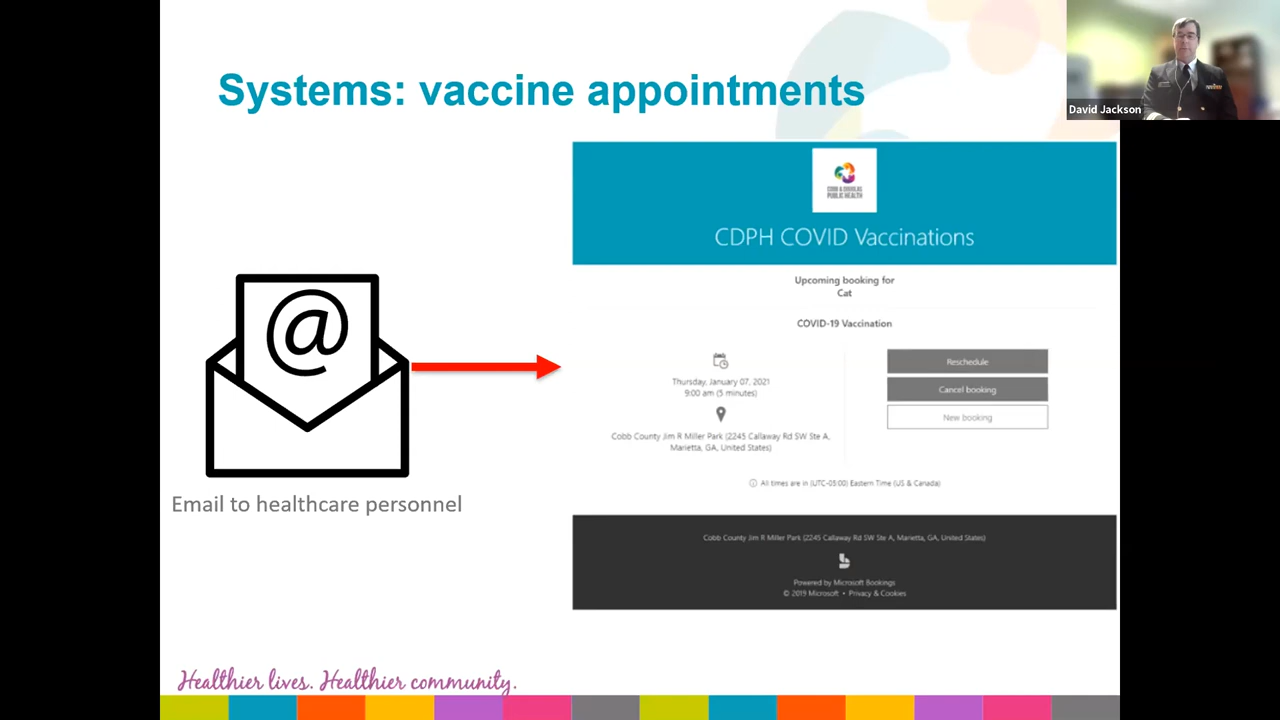 Systems: vaccine appointments
David Jackson
COBB & DOUGLAS
PUBLIC HEALTH
CDPH COVID Vaccinations
Upcoming booking for
Cat
COVID-19 Vaccination
Thursday, January 07, 2021
9:00 am (5 minutes)
Cobb County Jim R Miller Park (2245 Callaway Rd SW Ste A,
Marietta, GA, United States)
Reschedule
Cancel booking
New booking
All times are in (UTC-05:00) Eastern Time (US & Canada)
Cobb County Jim R Miller Park (2245 Callaway Rd SW Ste A, Marietta, GA, United States)
Powered by Microsoft Bookings
© 2019 Microsoft • Privacy & Cookies
@
Email to healthcare personnel
Healthier lives. Healthier community.